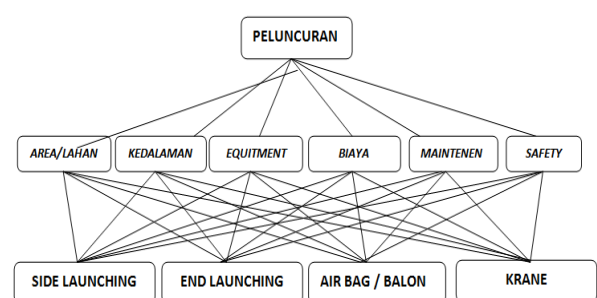 PELUNCURAN
AREA/LAHAN KEDALAMAN EQUITMENT BIAYA MAINTENEN SAFETY
SIDE LAUNCHING END LAUNCHING AIR BAG / BALON KRANE